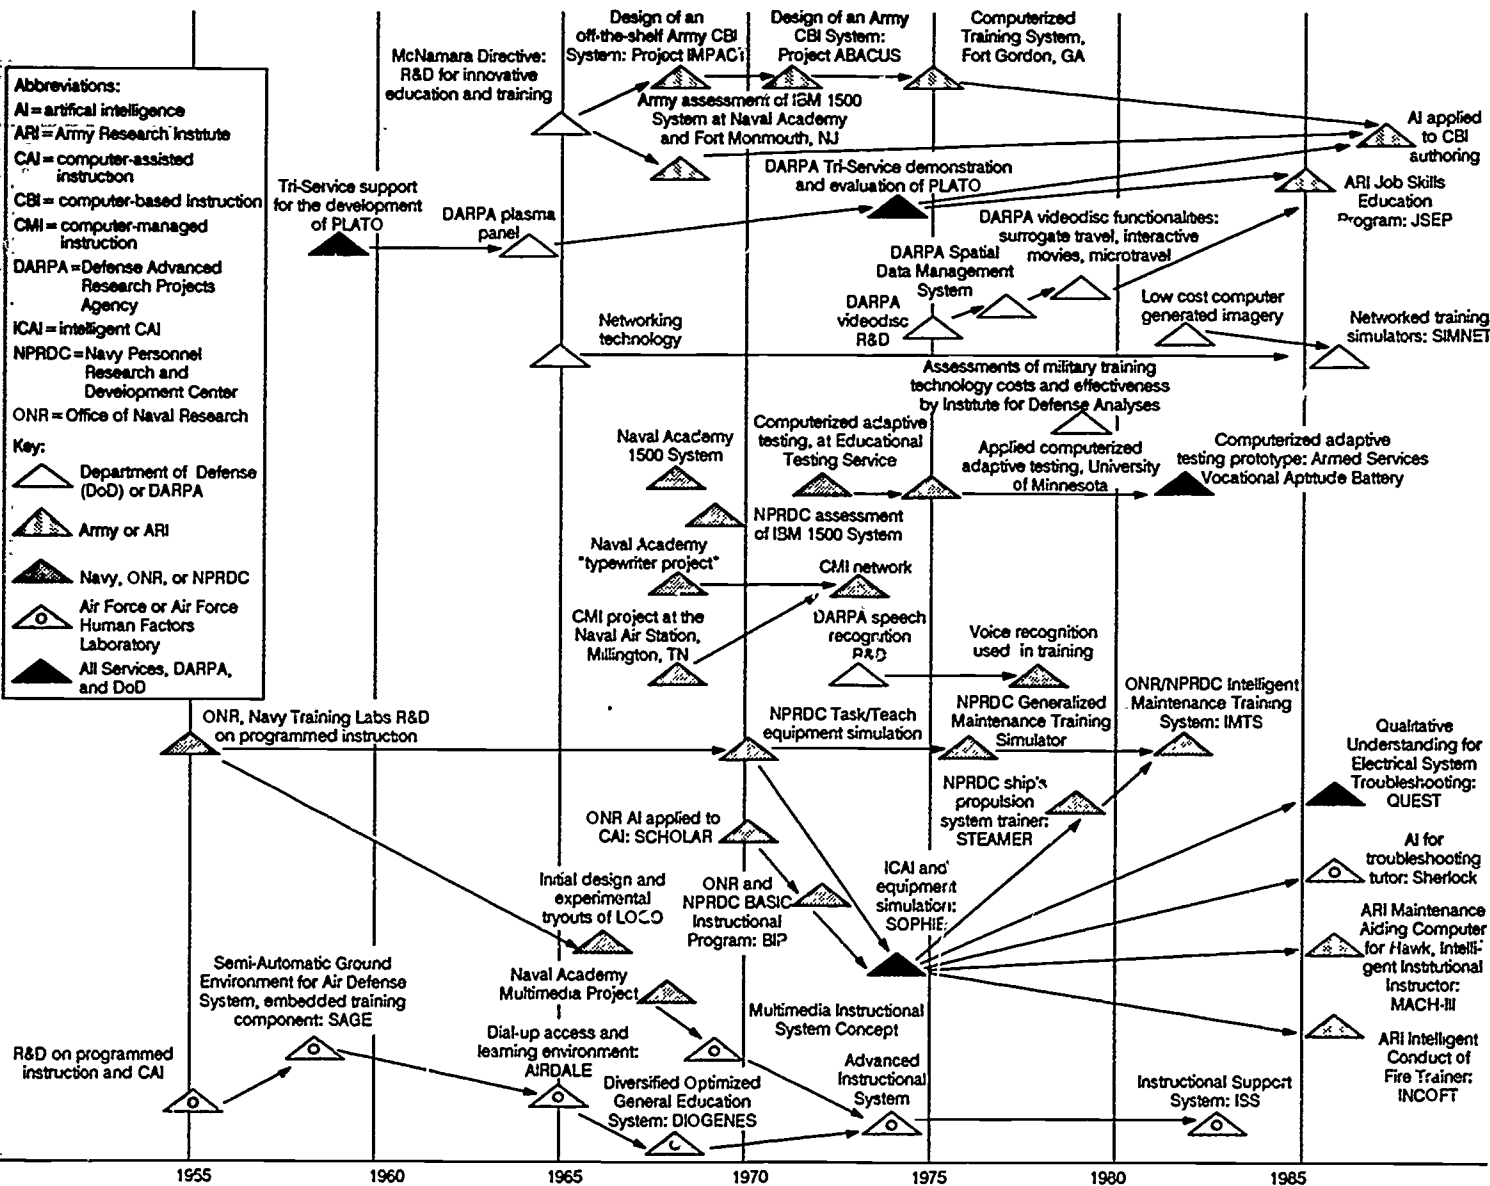 Abbreviations:
AI = artifical intelligence
ARI = Army Research Institute
CAI = computer-assisted
instruction
CBI = computer-based instruction
CMI = computer-managed
instruction
DARPA = Defense Advanced
Research Projects
Agency
ICAI = intelligent CAI
NPRDC = Navy Personnel
Research and
Development Center
ONR = Office of Naval Research
Key:
Department of Defense
(DoD) or DARPA
Army or ARI
Navy, ONR, or NPRDC
Air Force or Air Force
Human Factors
Laboratory
All Services, DARPA,
and DoD
McNamara Directive:
R&D for innovative
education and training
Design of an
off-the-shelf Army CBI
System: Project IMPACT
Design of an Army
CBI System:
Project ABACUS
Computerized
Training System,
Fort Gordon, GA
Army assessment of IBM 1500
System at Naval Academy
and Fort Monmouth, NJ
AI applied
to CBI
authoring
Tri-Service support
for the development
of PLATO
DARPA plasma
panel
DARPA Tri-Service demonstration
and evaluation of PLATO
ARI Job Skills
Education
Program: JSEP
DARPA videodisc functionalities:
surrogate travel, interactive
movies, microtravel
DARPA Spatial
Data Management
System
DARPA
videodisc
R&D
Low cost computer
generated imagery
Networking
technology
Networked training
simulators: SIMNET
Assessments of military training
technology costs and effectiveness
by Institute for Defense Analyses
Naval Academy
1500 System
Computerized adaptive
testing, at Educational
Testing Service
Applied computerized
adaptive testing, University
of Minnesota
Computerized adaptive
testing prototype: Armed Services
Vocational Aptitude Battery
NPRDC assessment
of IBM 1500 System
Naval Academy
"typewriter project"
CMI network
CMI project at the
Naval Air Station,
Millington, TN
DARPA speech
recognition
R&D
Voice recognition
used in training
ONR, Navy Training Labs R&D
on programmed instruction
NPRDC Task/Teach
equipment simulation
NPRDC Generalized
Maintenance Training
Simulator
ONR/NPRDC Intelligent
Maintenance Training
System: IMTS
Qualitative
Understanding for
Electrical System
Troubleshooting:
QUEST
NPRDC ship's
propulsion
system trainer:
STEAMER
ONR AI applied to
CAI: SCHOLAR
ICAI and
equipment
simulation:
SOPHIE
AI for
troubleshooting
tutor: Sherlock
Initial design and
experimental
tryouts of LOGO
ONR and
NPRDC BASIC
Instructional
Program: BIP
ARI Maintenance
Aiding Computer
for Hawk, Intelli-
gent Institutional
Instructor:
MACH-III
Semi-Automatic Ground
Environment for Air Defense
System, embedded training
component: SAGE
Naval Academy
Multimedia Project
Multimedia Instructional
System Concept
ARI Intelligent
Conduct of
Fire Trainer:
INCOFT
R&D on programmed
instruction and CAI
Dial-up access and
learning environment:
AIRDALE
Diversified Optimized
General Education
System: DIOGENES
Advanced
Instructional
System
Instructional Support
System: ISS
1955
1960
1965
1970
1975
1980
1985